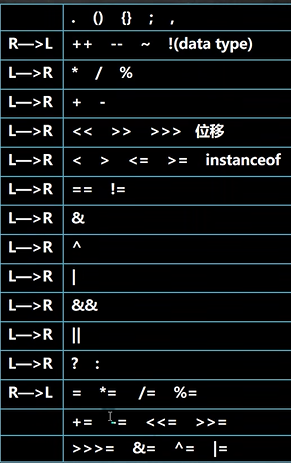 . () {} ; ,
R—>L ++ -- ~ !(data type)
L—>R * / %
L—>R + -
L—>R << >> >>> 位移
L—>R < > <= >= instanceof
L—>R == !=
L—>R &
L—>R ^
L—>R |
L—>R &&
L—>R ||
L—>R ? :
R—>L = *= /= %=
+= -= <<= >>=
>>>= &= ^= |=